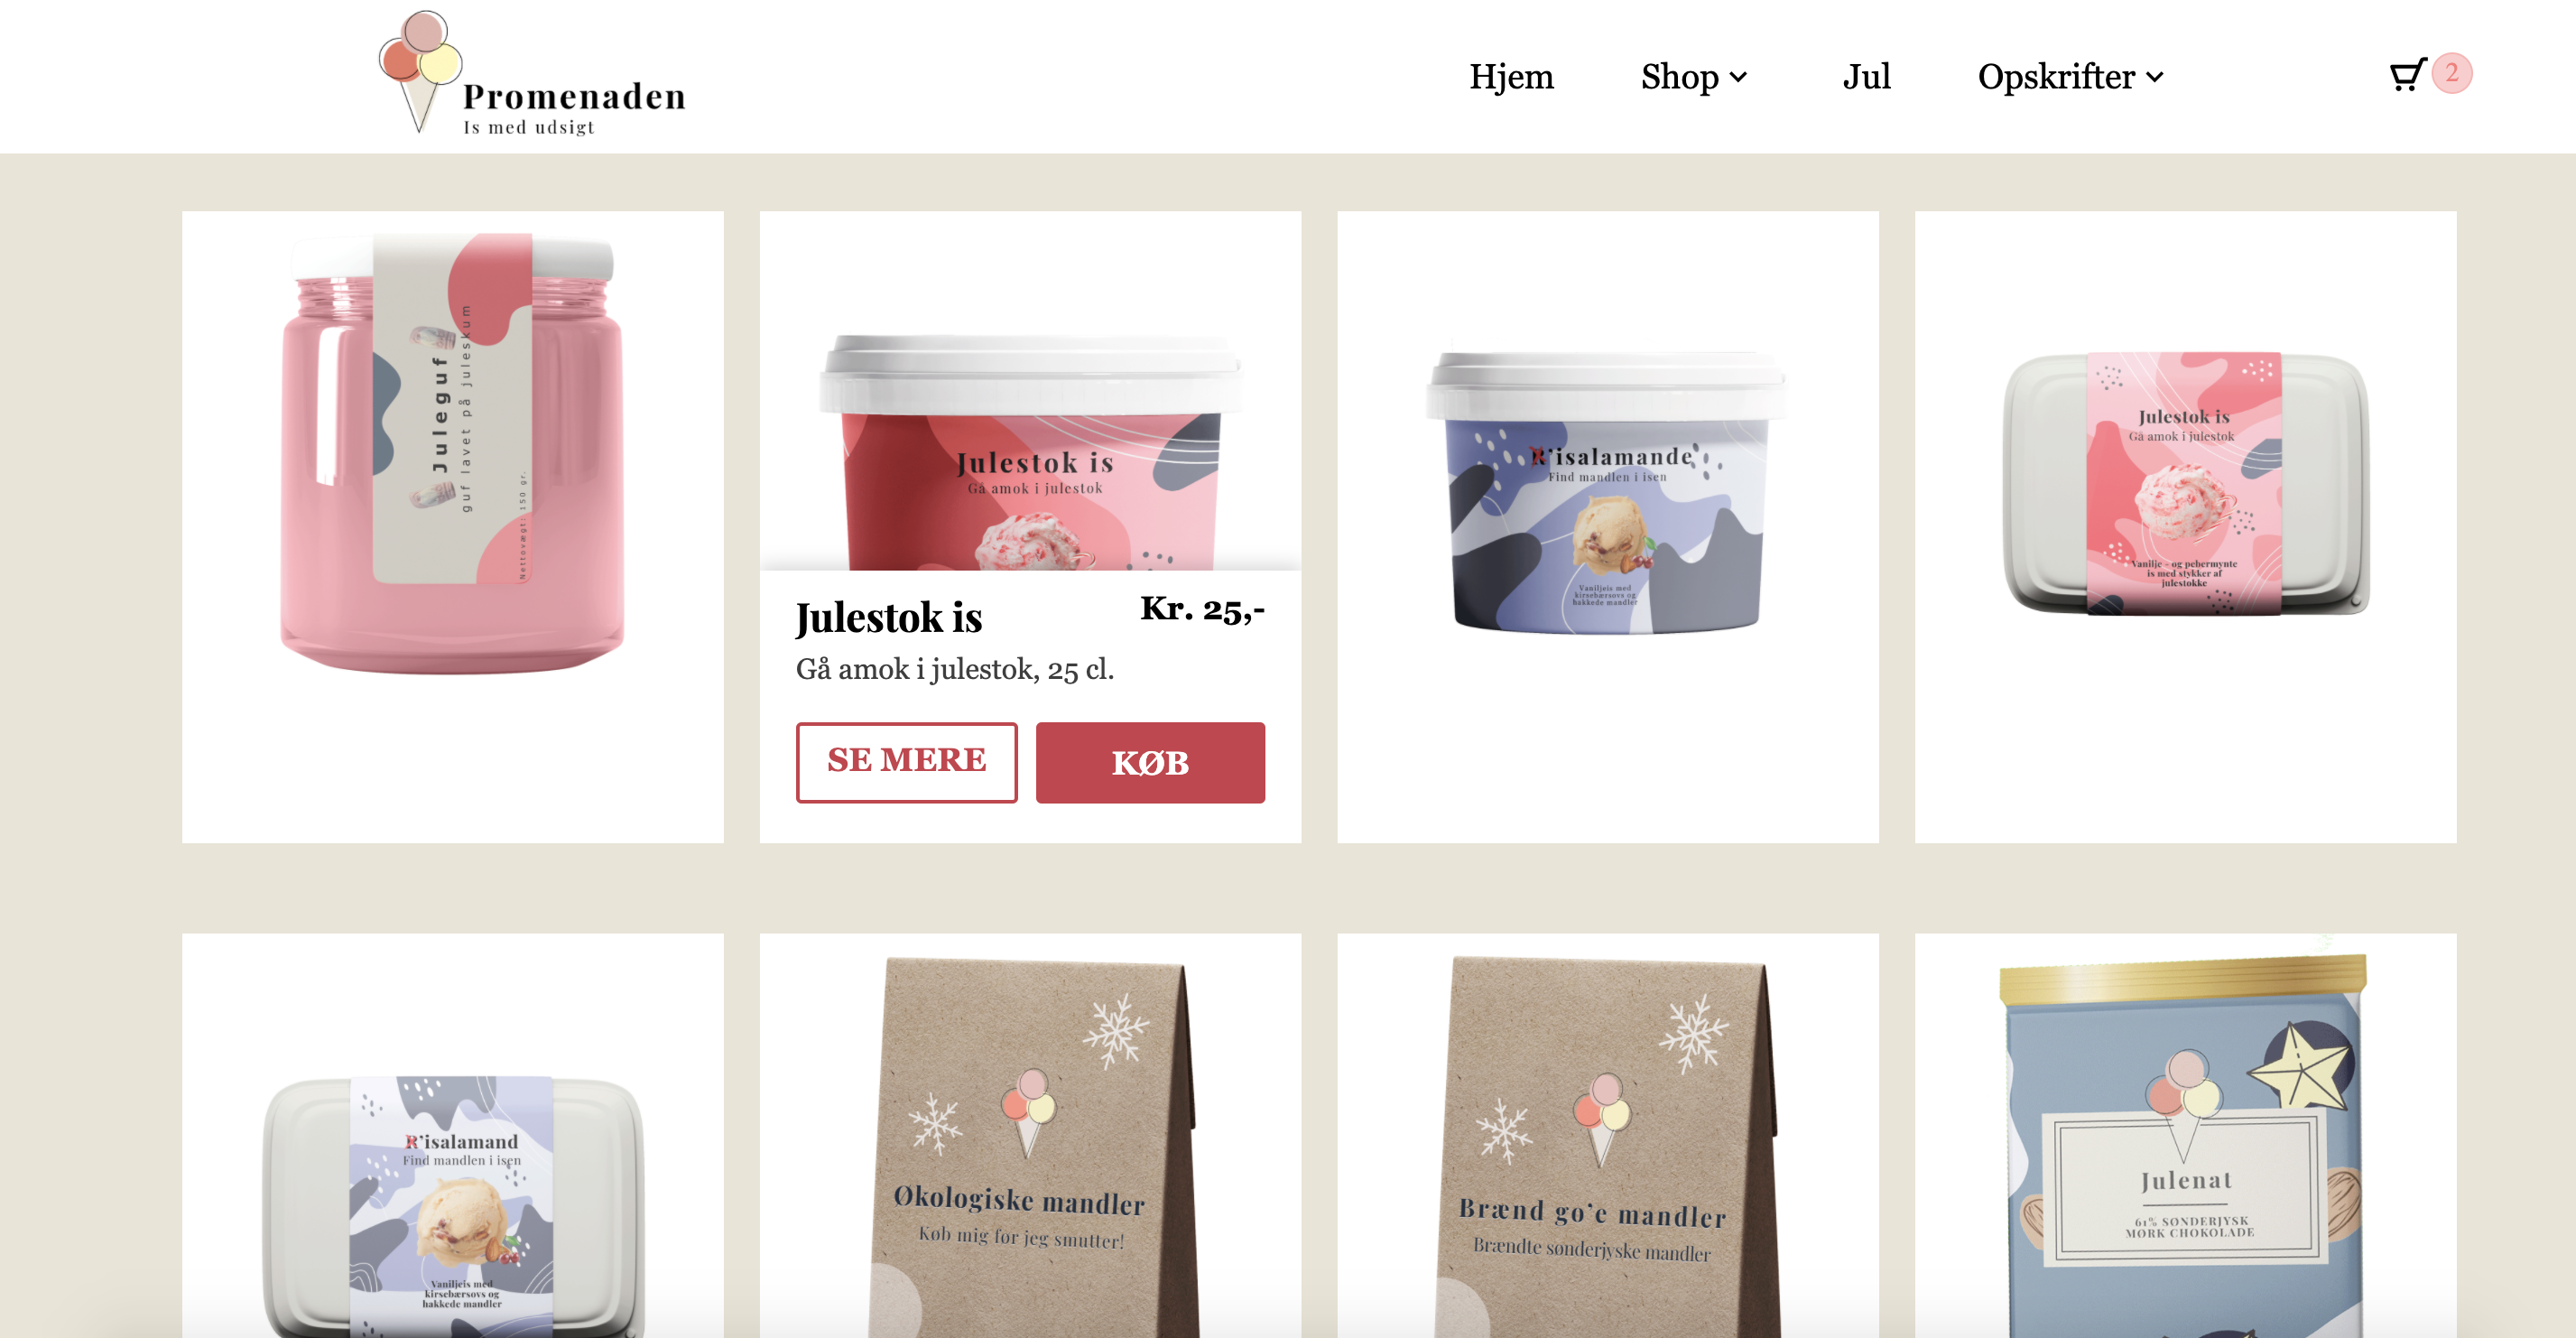 Promenaden
Is med udsigt
Hjem
Shop
Jul
Opskrifter
2
Juleguf
guf lavet på juleskum
Nettovægt: 150 gr.
Julestok is
Gå amok i julestok
Julestok is
Kr. 25,-
Gå amok i julestok, 25 cl.
SE MERE
KØB
R'isalamande
Find mandlen i isen
Vaniljeis med
kirsebærsovs og
hakkede mandler
Julestok is
Gå amok i julestok
Vanilje - og pebermynte
is med stykker af
julestokke
R'isalamand
Find mandlen i isen
Vaniljeis med
kirsebærsovs og
hakkede mandler
Økologiske mandler
Køb mig før jeg smutter!
Brænd go'e mandler
Brændte sønderjyske mandler
Julenat
61% SØNDERJYSK
MØRK CHOKOLADE